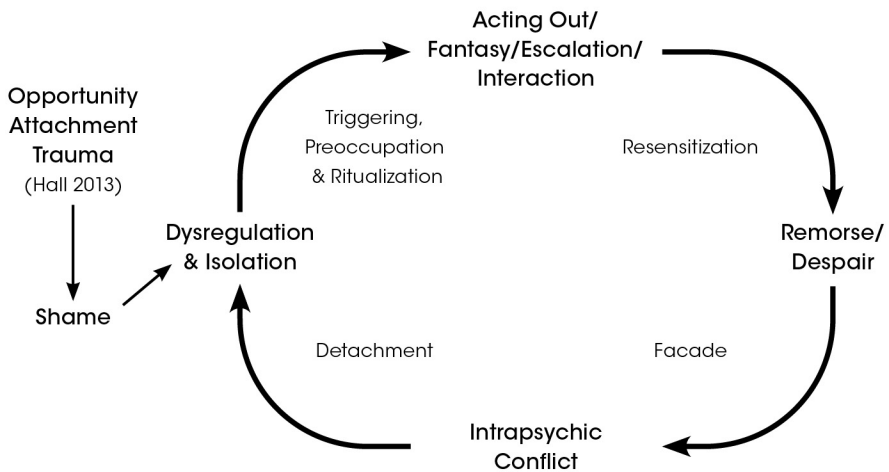 Acting Out/
Fantasy/Escalation/
Interaction
Opportunity
Attachment
Trauma
(Hall 2013)
Triggering,
Preoccupation
& Ritualization
Resensitization
Dysregulation
& Isolation
Remorse/
Despair
Shame
Detachment
Facade
Intrapsychic
Conflict